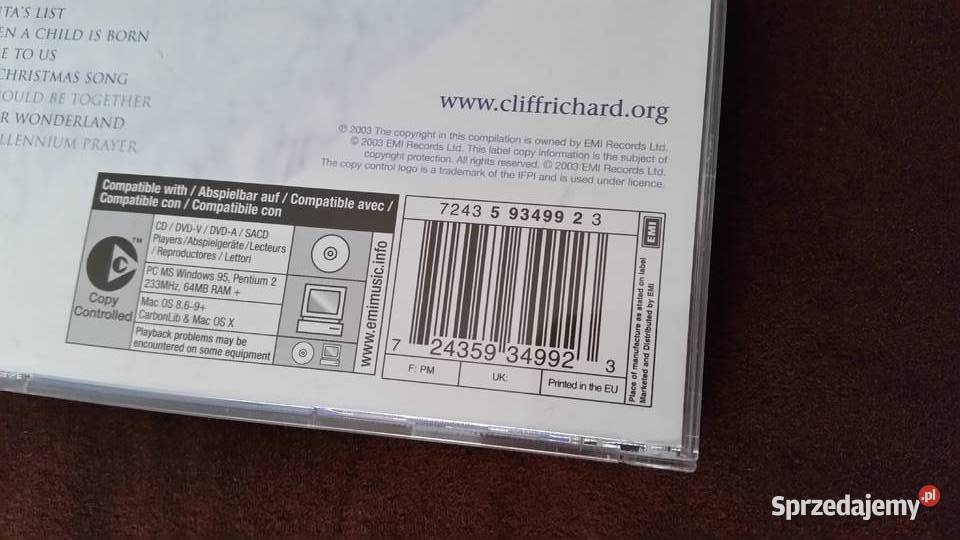 TA'S LIST
EN A CHILD IS BORN
E TO US
CHRISTMAS SONG
OULD BE TOGETHER
R WONDERLAND
LLENNIUM PRAYER
www.cliffrichard.org
℗ 2003 The copyright in this compilation is owned by EMI Records Ltd.
© 2003 EMI Records Ltd. This label copy information is the subject of
copyright protection. All rights reserved. © 2003 EMI Records Ltd.
The copy control logo is a trademark of the IFPI and is used under licence.
Compatible with / Abspielbar auf / Compatible avec /
Compatible con / Compatibile con
TM
C
Copy
Controlled
CD / DVD-V / DVD-A / SACD
Players / Abspielgeräte / Lecteurs
/ Reproductores / Lettori
PC MS Windows 95, Pentium 2
233MHz, 64MB RAM +
Mac OS 8.6-9+
CarbonLib & Mac OS X
Playback problems may be
encountered on some equipment
www.emimusic.info
7243 5 93499 2 3
7 24359 34992 3
F: PM
UK:
Printed in the EU
EMI
Place of manufacture as stated on label
Marketed and Distributed by EMI
Sprzedajemy.pl